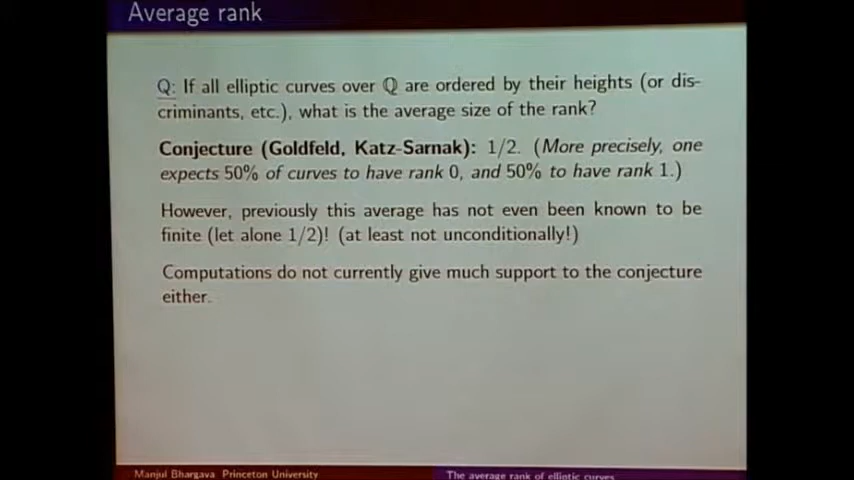 Average rank
Q: If all elliptic curves over ℚ are ordered by their heights (or dis-
criminants, etc.), what is the average size of the rank?
Conjecture (Goldfeld, Katz-Sarnak): 1/2. (More precisely, one
expects 50% of curves to have rank 0, and 50% to have rank 1.)
However, previously this average has not even been known to be
finite (let alone 1/2)! (at least not unconditionally!)
Computations do not currently give much support to the conjecture
either.
Manjul Bhargava Princeton University
The average rank of elliptic curves